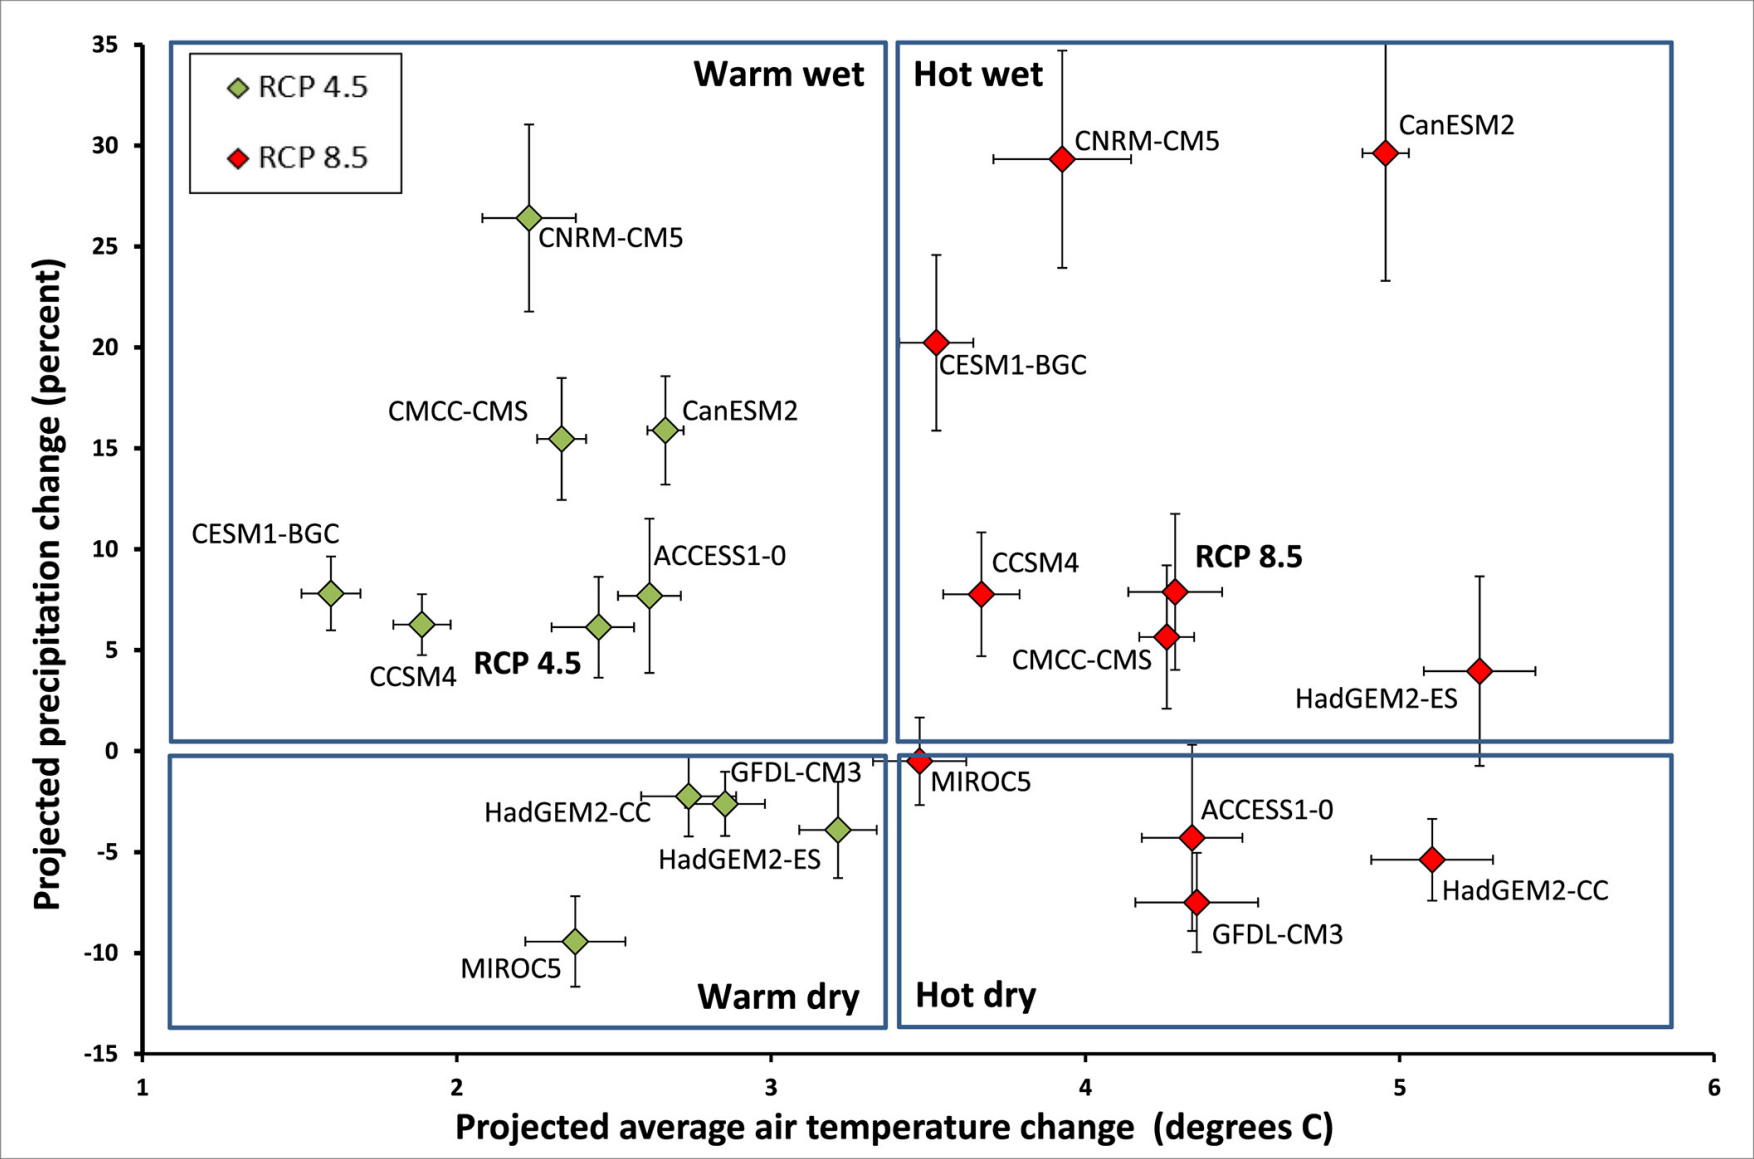 35
30
25
20
15
10
5
0
-5
-10
-15
Projected precipitation change (percent)
RCP 4.5
RCP 8.5
Warm wet
Hot wet
CNRM-CM5
CanESM2
CNRM-CM5
CESM1-BGC
CMCC-CMS
CanESM2
CESM1-BGC
ACCESS1-0
CCSM4
RCP 8.5
CCSM4
RCP 4.5
CMCC-CMS
HadGEM2-ES
GFDL-CM3
MIROC5
HadGEM2-CC
ACCESS1-0
HadGEM2-ES
HadGEM2-CC
MIROC5
GFDL-CM3
Warm dry
Hot dry
1
2
3
4
5
6
Projected average air temperature change (degrees C)